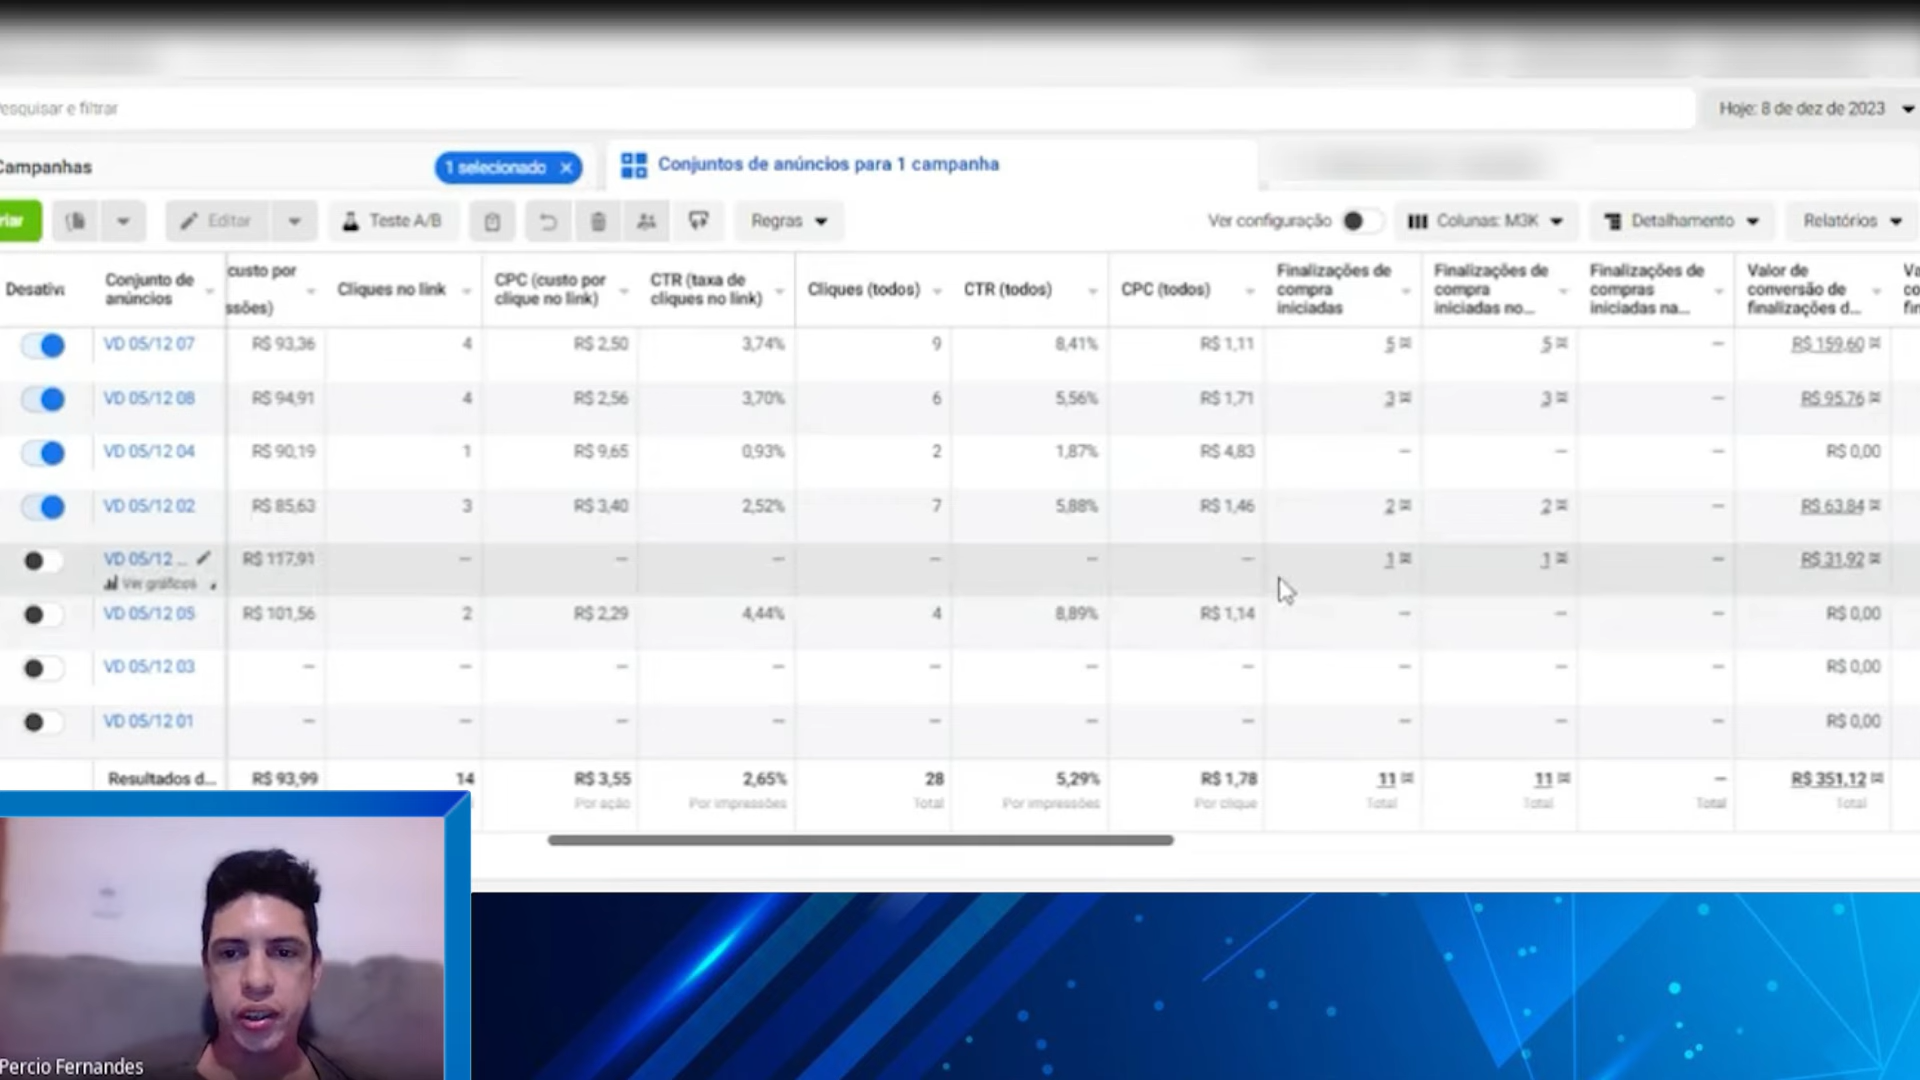 esquisar e filtrar
Hoje: 8 de dez de 2023
Campanhas
1 selecionado
Conjuntos de anúncios para 1 campanha
riar
Editar
Teste A/B
Regras
Ver configuração
Colunas: M3K
Detalhamento
Relatórios
Desativa
Conjunto de
anúncios
custo por
ssões)
Cliques no link
CPC (custo por
clique no link)
CTR (taxa de
cliques no link)
Cliques (todos)
CTR (todos)
CPC (todos)
Finalizações de
compra
iniciadas
Finalizações de
compra
iniciadas no...
Finalizações de
compras
iniciadas na...
Valor de
conversão de
finalizações d...
VD 05/12 07 R$ 93,36 4 R$ 2,50 3,74% 9 8,41% R$ 1,11 5 5 – R$ 159,60
VD 05/12 08 R$ 94,91 4 R$ 2,56 3,70% 6 5,56% R$ 1,71 3 3 – R$ 95,76
VD 05/12 04 R$ 90,19 1 R$ 9,65 0,93% 2 1,87% R$ 4,83 – – – R$ 0,00
VD 05/12 02 R$ 85,63 3 R$ 3,40 2,52% 7 5,88% R$ 1,46 2 2 – R$ 63,84
VD 05/12 ... R$ 117,91 – – – – – – 1 1 – R$ 31,92
Ver gráficos
VD 05/12 05 R$ 101,56 2 R$ 2,29 4,44% 4 8,89% R$ 1,14 – – – R$ 0,00
VD 05/12 03 – – – – – – – – – – R$ 0,00
VD 05/12 01 – – – – – – – – – – R$ 0,00
Resultados d... R$ 93,99 14 R$ 3,55 2,65% 28 5,29% R$ 1,78 11 11 – R$ 351,12
Por ação Por impressões Total Por impressões Por clique Total Total Total Total
Percio Fernandes